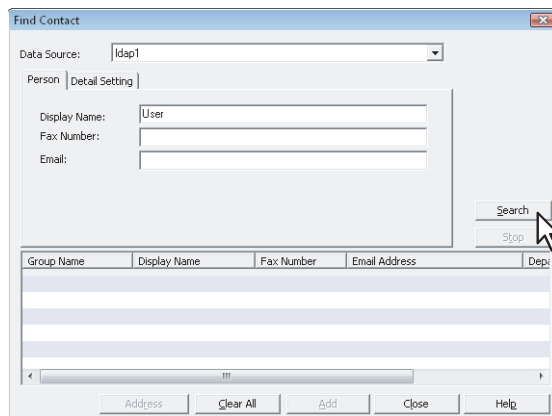 Find Contact
Data Source: ldap1
Person Detail Setting
Display Name: User
Fax Number:
Email:
Search
Stop
Group Name Display Name Fax Number Email Address Depa
Address Clear All Add Close Help